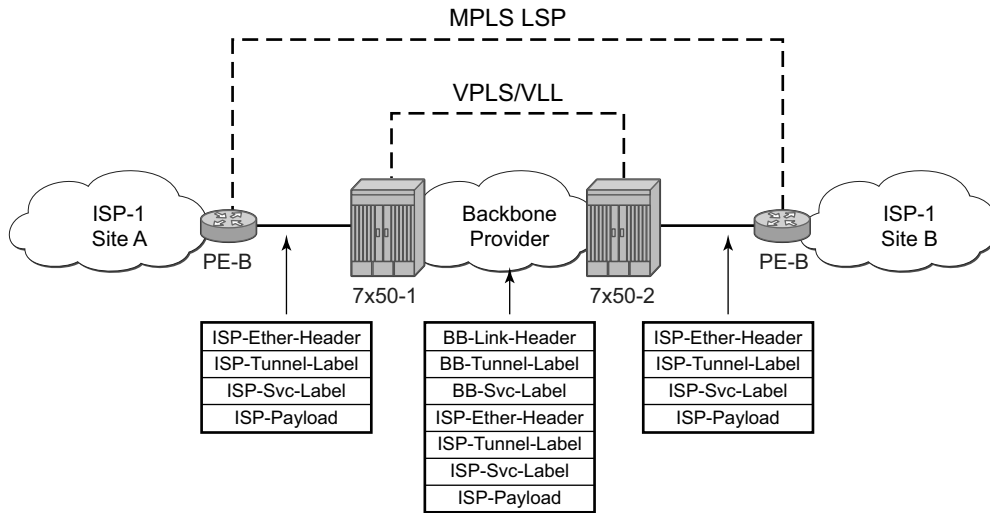 MPLS LSP
VPLS/VLL
ISP-1
Site A
PE-B
7x50-1
Backbone
Provider
7x50-2
PE-B
ISP-1
Site B
ISP-Ether-Header
ISP-Tunnel-Label
ISP-Svc-Label
ISP-Payload
BB-Link-Header
BB-Tunnel-Label
BB-Svc-Label
ISP-Ether-Header
ISP-Tunnel-Label
ISP-Svc-Label
ISP-Payload
ISP-Ether-Header
ISP-Tunnel-Label
ISP-Svc-Label
ISP-Payload